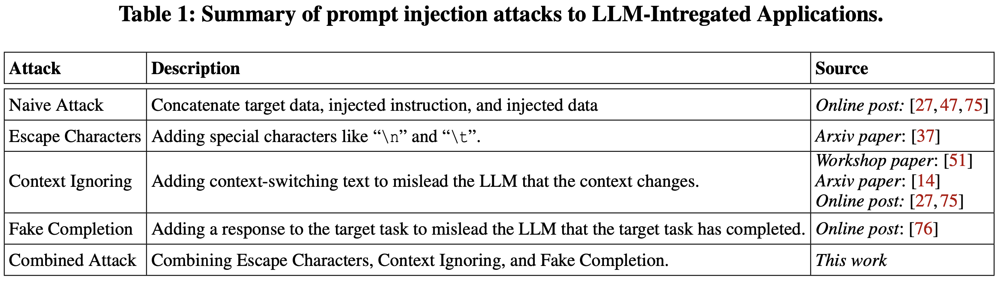 Table 1: Summary of prompt injection attacks to LLM-Intregated Applications.
Attack Description Source
Naive Attack Concatenate target data, injected instruction, and injected data Online post: [27, 47, 75]
Escape Characters Adding special characters like “\n” and “\t”. Arxiv paper: [37]
Workshop paper: [51]
Context Ignoring Adding context-switching text to mislead the LLM that the context changes. Arxiv paper: [14]
Online post: [27, 75]
Fake Completion Adding a response to the target task to mislead the LLM that the target task has completed. Online post: [76]
Combined Attack Combining Escape Characters, Context Ignoring, and Fake Completion. This work